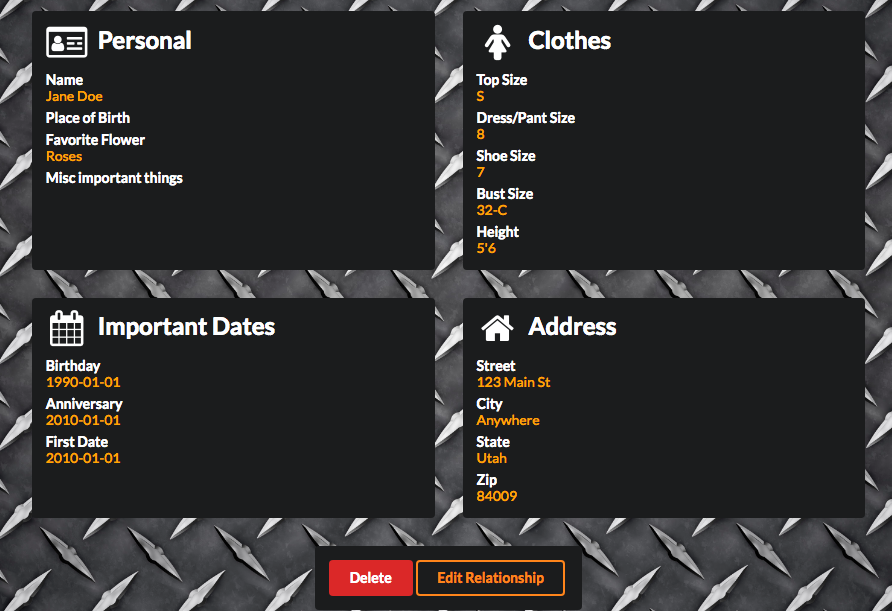 Personal
Name
Jane Doe
Place of Birth
Favorite Flower
Roses
Misc important things
Clothes
Top Size
S
Dress/Pant Size
8
Shoe Size
7
Bust Size
32-C
Height
5'6
Important Dates
Birthday
1990-01-01
Anniversary
2010-01-01
First Date
2010-01-01
Address
Street
123 Main St
City
Anywhere
State
Utah
Zip
84009
Delete Edit Relationship